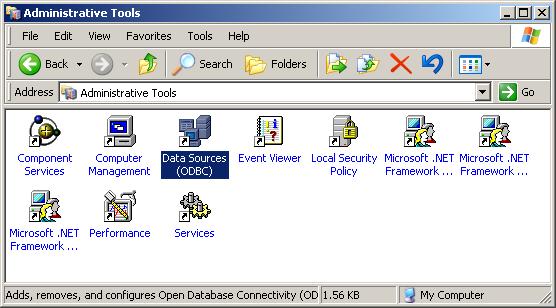 Administrative Tools
File Edit View Favorites Tools Help
Back Search Folders
Address Administrative Tools Go
Component Services
Computer Management
Data Sources (ODBC)
Event Viewer
Local Security Policy
Microsoft .NET Framework ...
Microsoft .NET Framework ...
Microsoft .NET Framework ...
Performance
Services
Adds, removes, and configures Open Database Connectivity (OD 1.56 KB My Computer